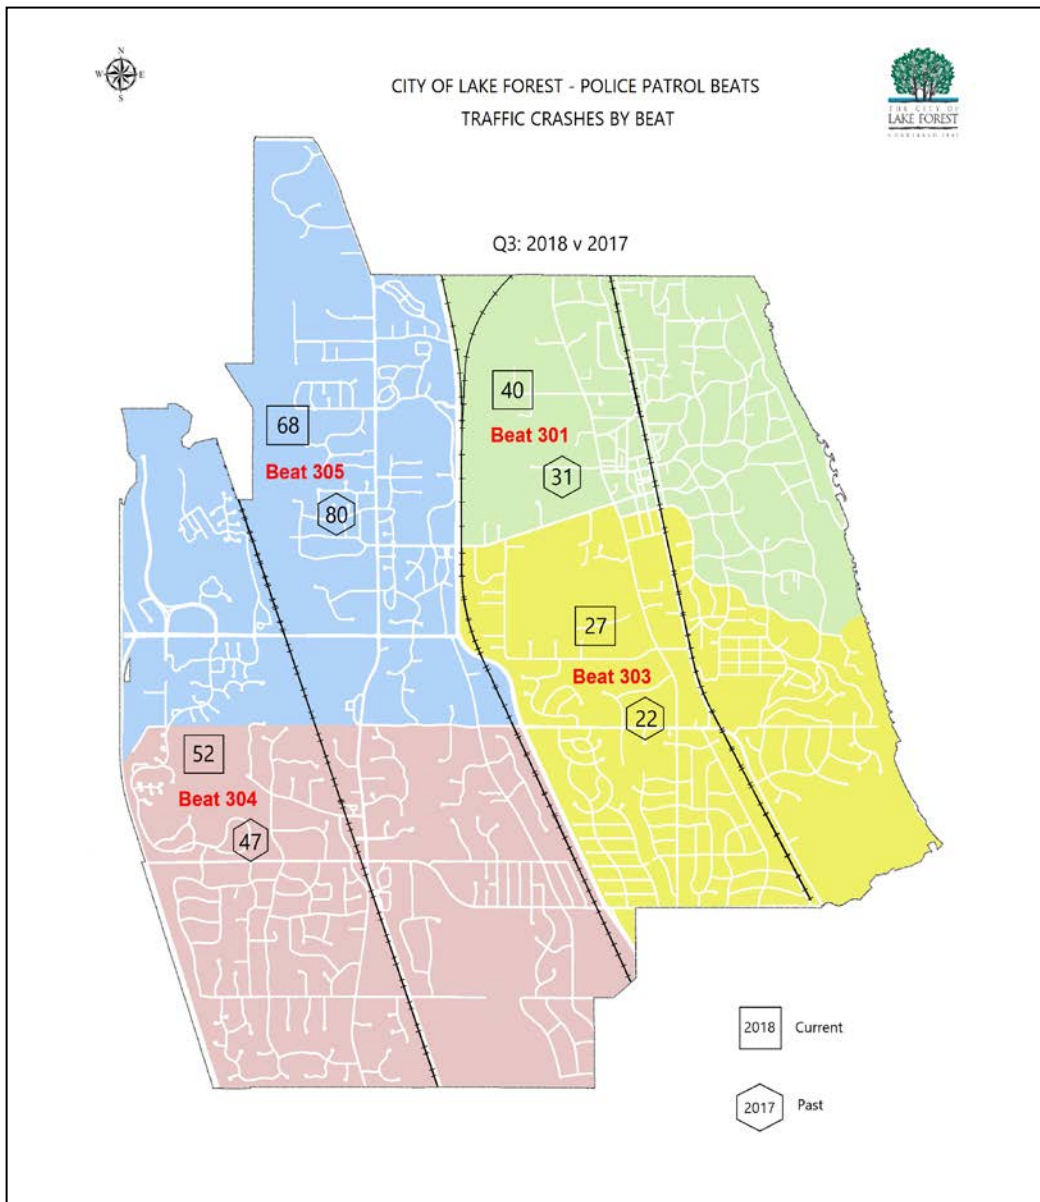 N
W E
S
CITY OF LAKE FOREST - POLICE PATROL BEATS
TRAFFIC CRASHES BY BEAT
THE CITY OF
LAKE FOREST
CHARTERED 1861
Q3: 2018 v 2017
40
Beat 301
31
68
Beat 305
80
27
Beat 303
22
52
Beat 304
47
2018 Current
2017 Past